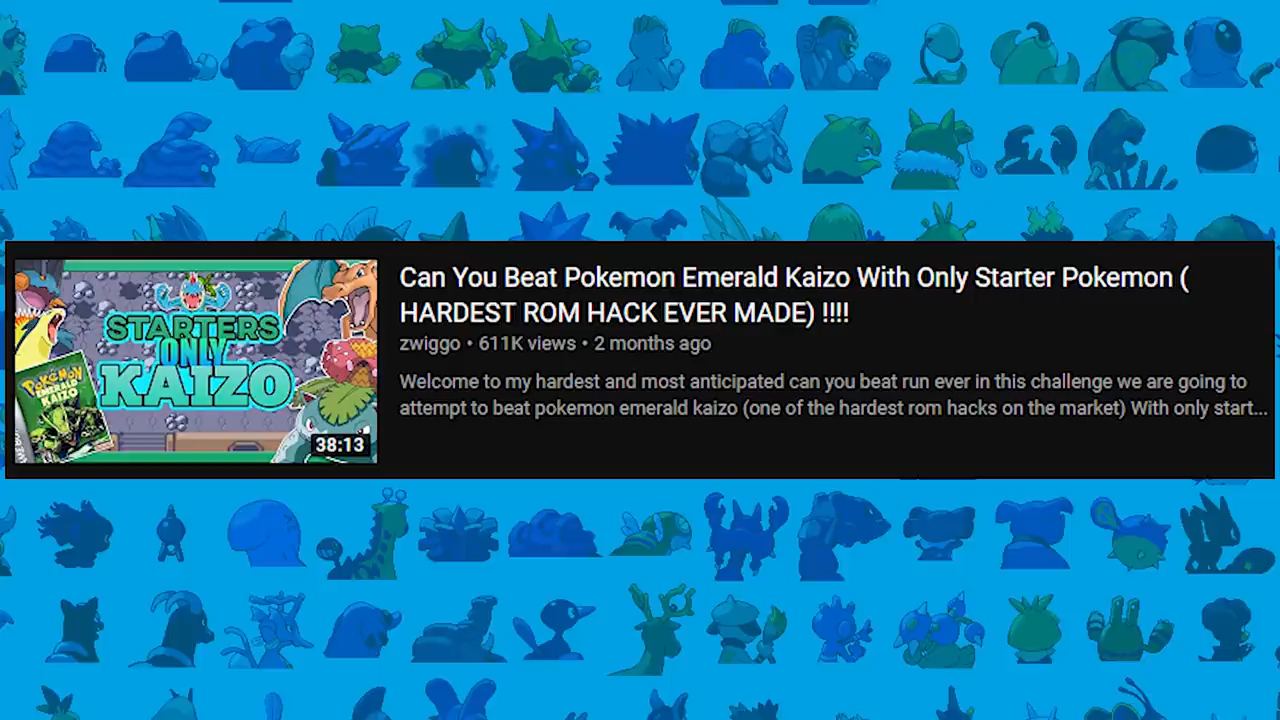 STARTERS
ONLY
KAIZO
POKéMON
EMERALD
KAIZO
38:13
Can You Beat Pokemon Emerald Kaizo With Only Starter Pokemon (
HARDEST ROM HACK EVER MADE) !!!!
zwiggo • 611K views • 2 months ago
Welcome to my hardest and most anticipated can you beat run ever in this challenge we are going to
attempt to beat pokemon emerald kaizo (one of the hardest rom hacks on the market) With only start...